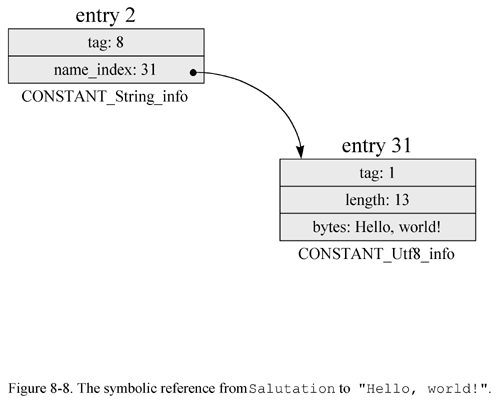 entry 2
tag: 8
name_index: 31
CONSTANT_String_info
entry 31
tag: 1
length: 13
bytes: Hello, world!
CONSTANT_Utf8_info
Figure 8-8. The symbolic reference from Salutation to "Hello, world!".